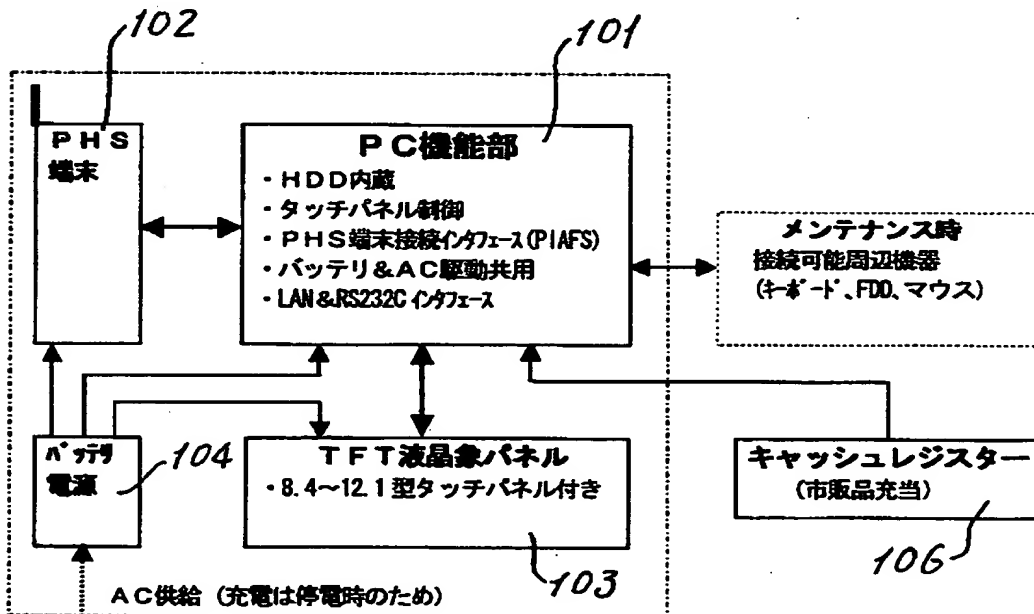 102
101
PHS
端末
PC機能部
・HDD内蔵
・タッチパネル制御
・PHS端末接続インタフェース(PIAFS)
・バッテリ&AC駆動共用
・LAN&RS232Cインタフェース
メンテナンス時
接続可能周辺機器
(キーボード、FDD、マウス)
バッテリ
電源
104
TFT液晶象パネル
・8.4～12.1型タッチパネル付き
103
キャッシュレジスター
(市販品充当)
106
AC供給(充電は停電時のため)